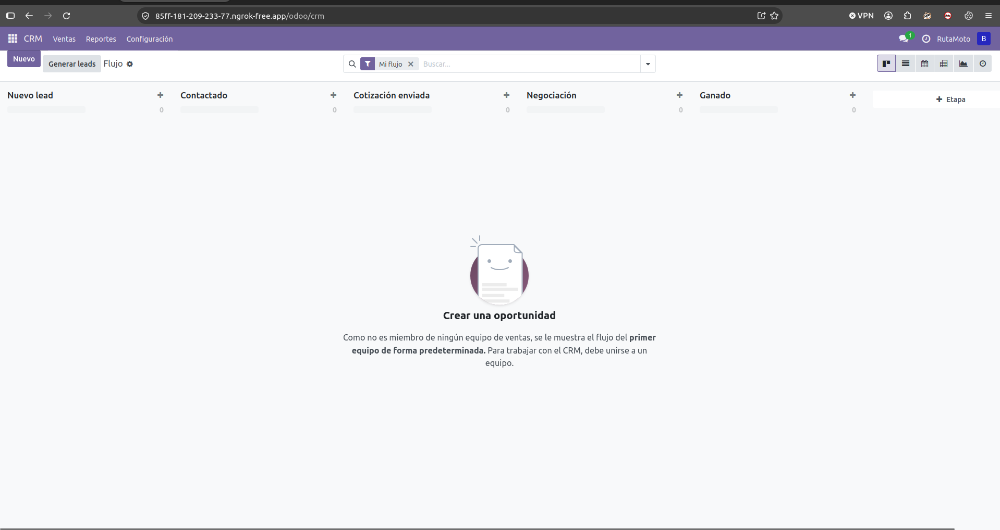 85ff-181-209-233-77.ngrok-free.app/odoo/crm
VPN
CRM Ventas Reportes Configuración
1
RutaMoto
B
Nuevo
Generar leads
Flujo
Mi flujo
Buscar...
Nuevo lead
0
Contactado
0
Cotización enviada
0
Negociación
0
Ganado
0
Etapa
Crear una oportunidad
Como no es miembro de ningún equipo de ventas, se le muestra el flujo del primer
equipo de forma predeterminada. Para trabajar con el CRM, debe unirse a un
equipo.